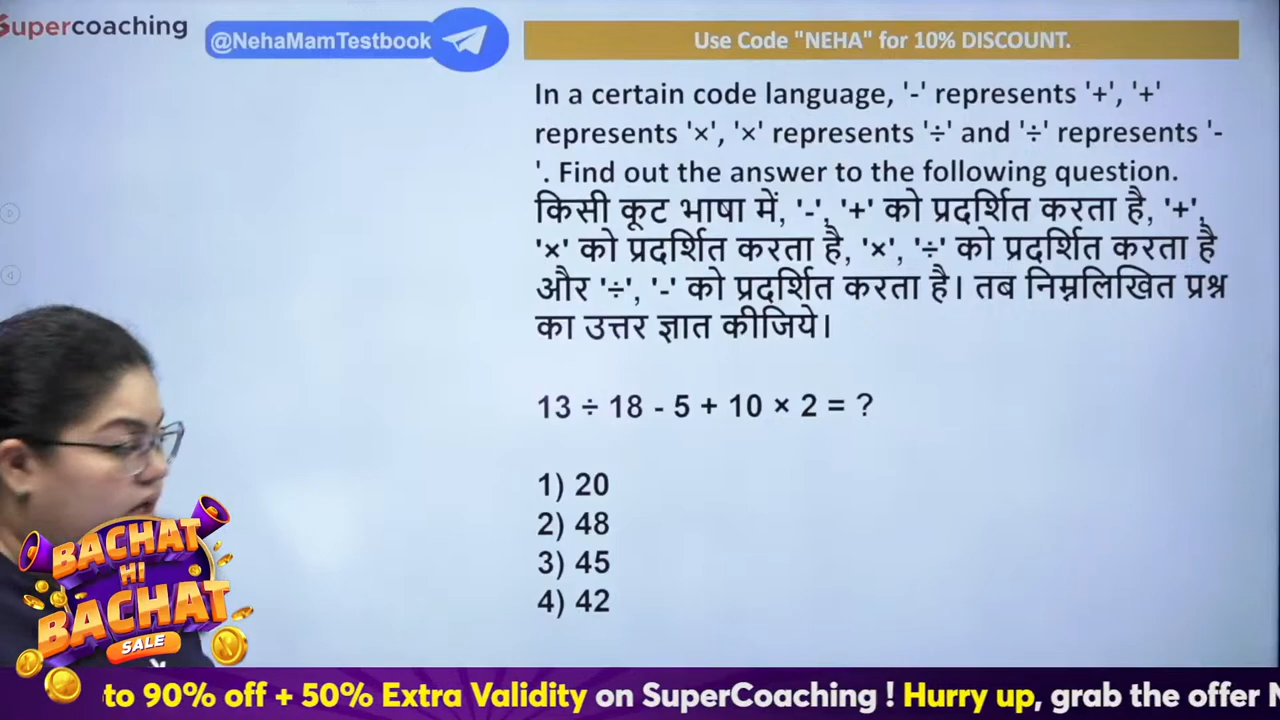 Supercoaching
@NehaMamTestbook
Use Code "NEHA" for 10% DISCOUNT.
In a certain code language, '-' represents '+', '+'
represents '×', '×' represents '÷' and '÷' represents '-
'. Find out the answer to the following question.
किसी कूट भाषा में, '-', '+' को प्रदर्शित करता है, '+',
'×' को प्रदर्शित करता है, '×', '÷' को प्रदर्शित करता है
और '÷', '-' को प्रदर्शित करता है। तब निम्नलिखित प्रश्न
का उत्तर ज्ञात कीजिये।
13 ÷ 18 - 5 + 10 × 2 = ?
1) 20
2) 48
3) 45
4) 42
BACHAT
HI
BACHAT
SALE
to 90% off + 50% Extra Validity on SuperCoaching ! Hurry up, grab the offer